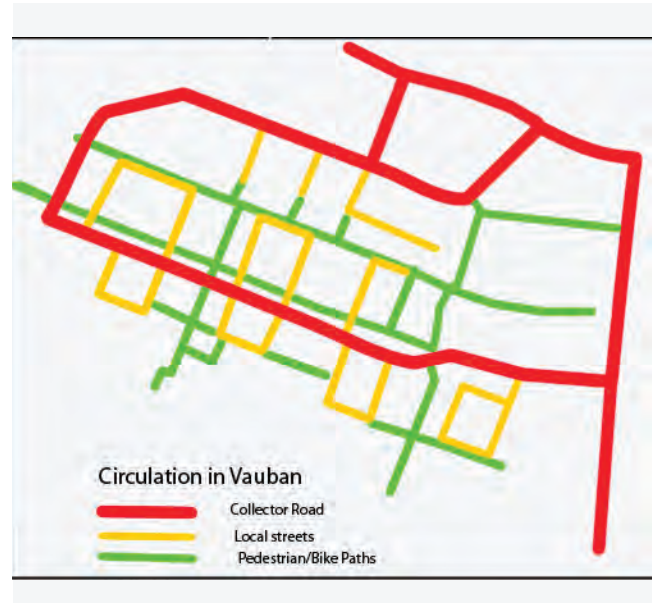 Circulation in Vauban
Collector Road
Local streets
Pedestrian/Bike Paths